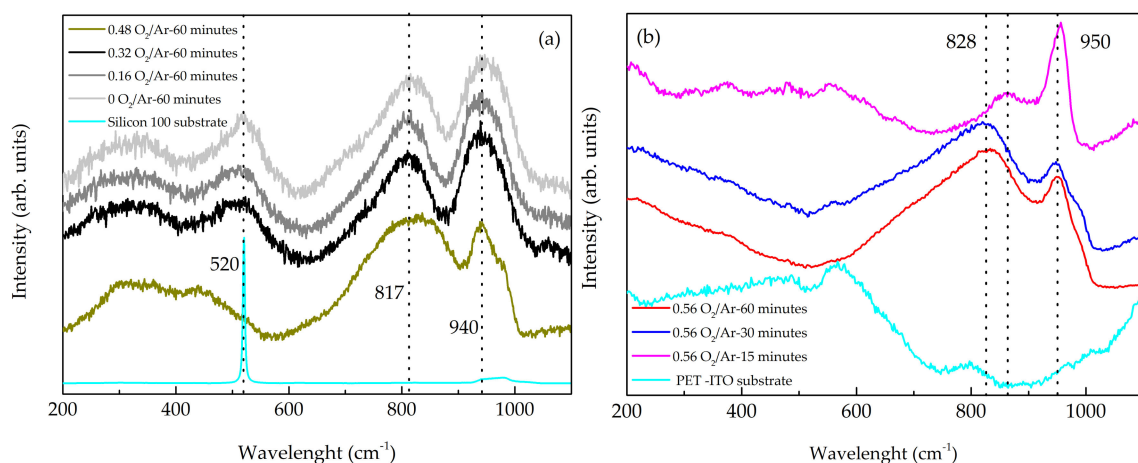 (a)
0.48 O₂/Ar-60 minutes
0.32 O₂/Ar-60 minutes
0.16 O₂/Ar-60 minutes
0 O₂/Ar-60 minutes
Silicon 100 substrate
520
817
940
Intensity (arb. units)
200 400 600 800 1000
Wavelenght (cm⁻¹)
(b)
828
950
0.56 O₂/Ar-60 minutes
0.56 O₂/Ar-30 minutes
0.56 O₂/Ar-15 minutes
PET -ITO substrate
Intensity (arb. units)
200 400 600 800 1000
Wavelenght (cm⁻¹)